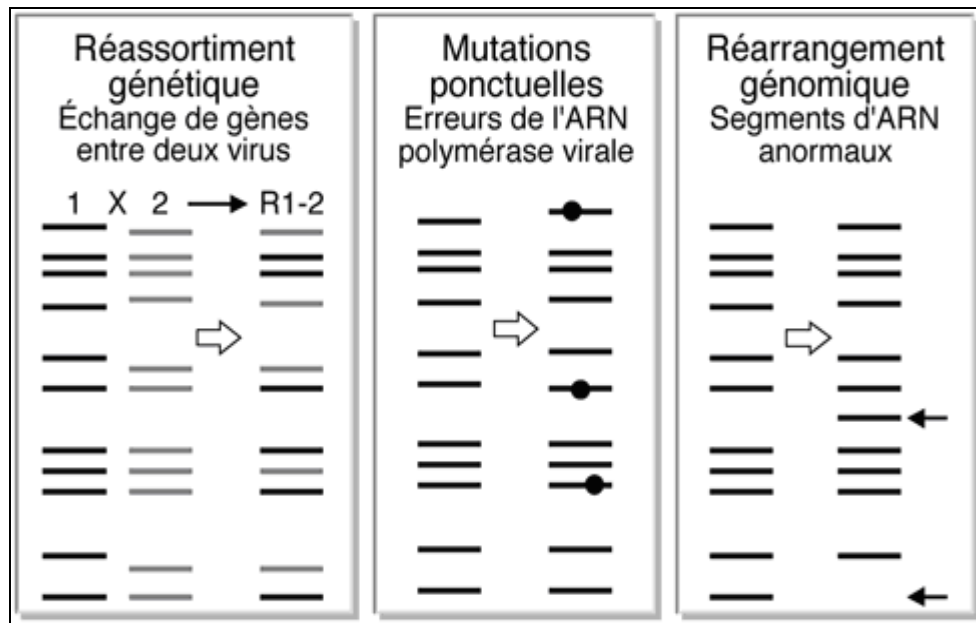 Réassortiment
génétique
Échange de gènes
entre deux virus
1 X 2 → R1-2
Mutations
ponctuelles
Erreurs de l'ARN
polymérase virale
Réarrangement
génomique
Segments d'ARN
anormaux